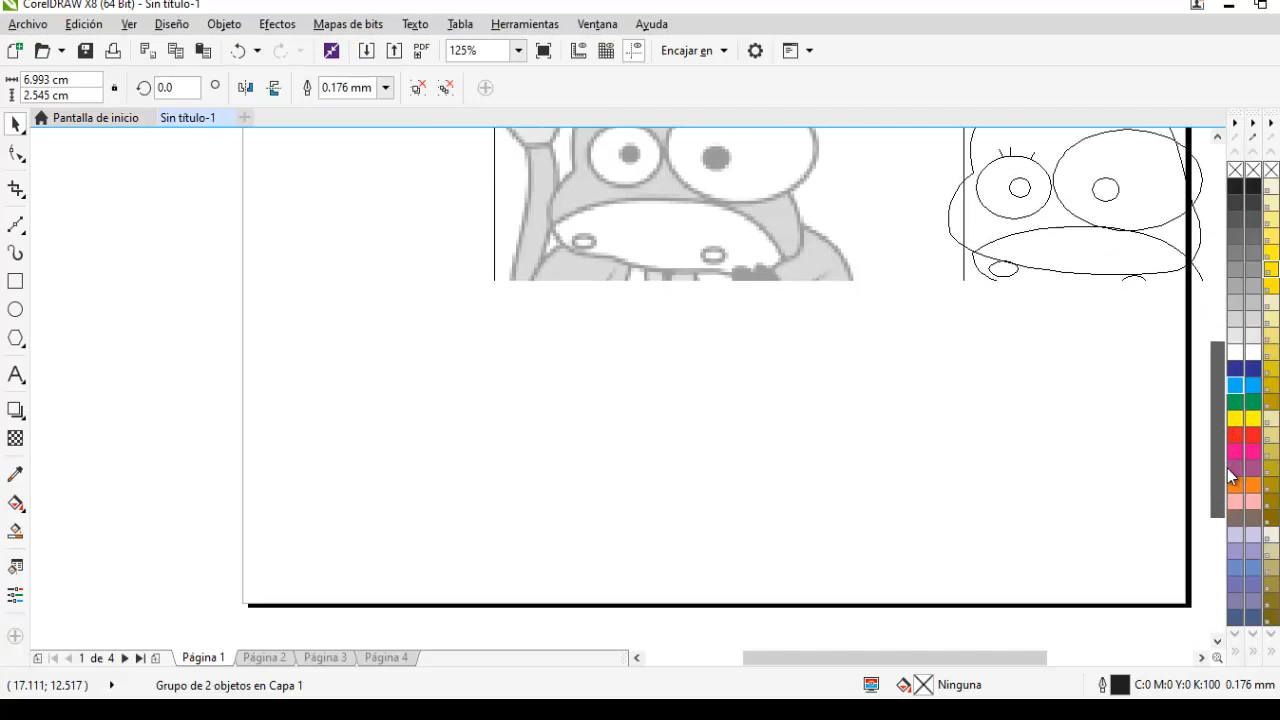 CorelDRAW X8 (64 Bit) - Sin título-1
Archivo Edición Ver Diseño Objeto Efectos Mapas de bits Texto Tabla Herramientas Ventana Ayuda
PDF 125% Encajar en
6.993 cm 0.0 0.176 mm
2.545 cm
Pantalla de inicio Sin título-1
1 de 4 Página 1 Página 2 Página 3 Página 4
( 17.111; 12.517 ) Grupo de 2 objetos en Capa 1 Ninguna C:0 M:0 Y:0 K:100 0.176 mm